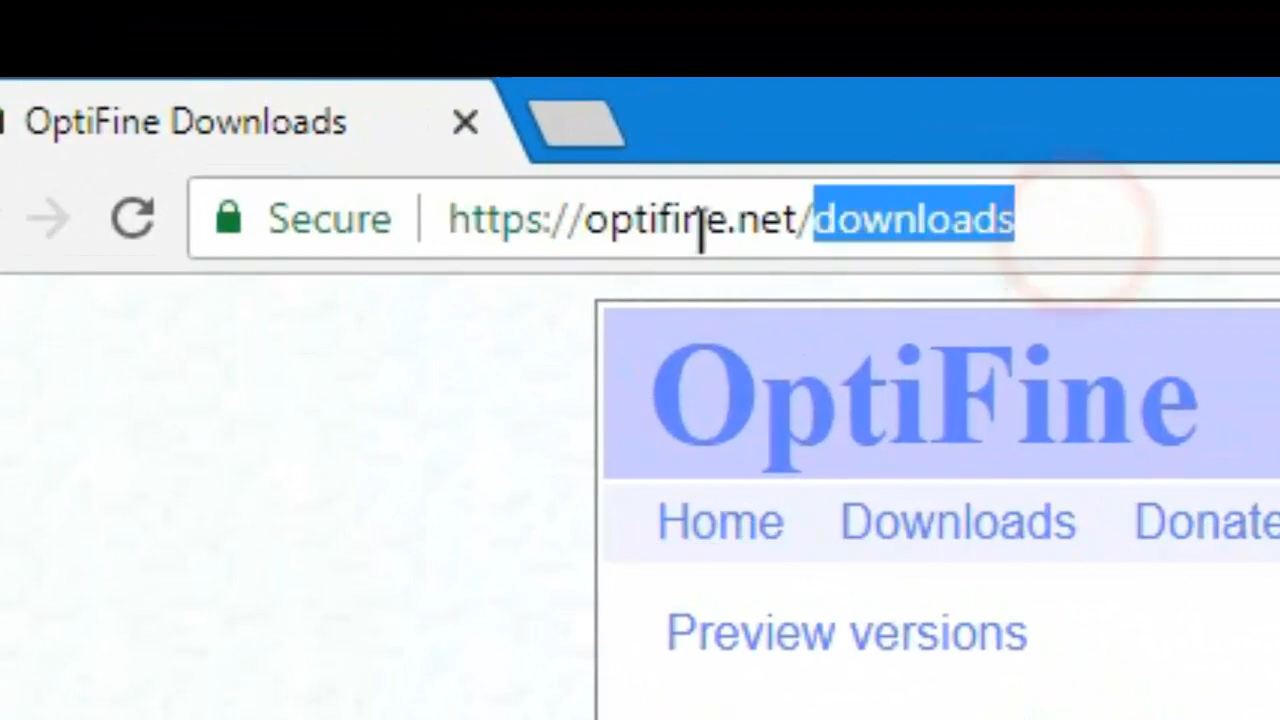 OptiFine Downloads
Secure https://optifine.net/downloads
OptiFine
Home Downloads Donate
Preview versions